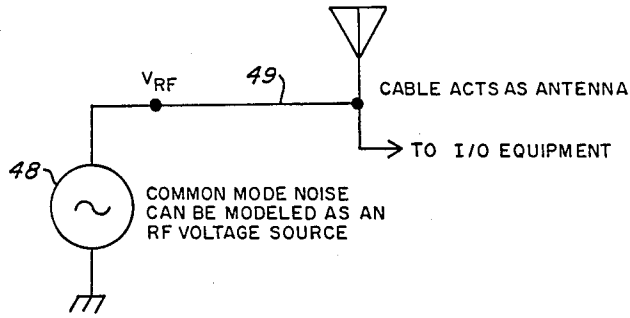 V_RF
49
CABLE ACTS AS ANTENNA
TO I/O EQUIPMENT
48
COMMON MODE NOISE
CAN BE MODELED AS AN
RF VOLTAGE SOURCE